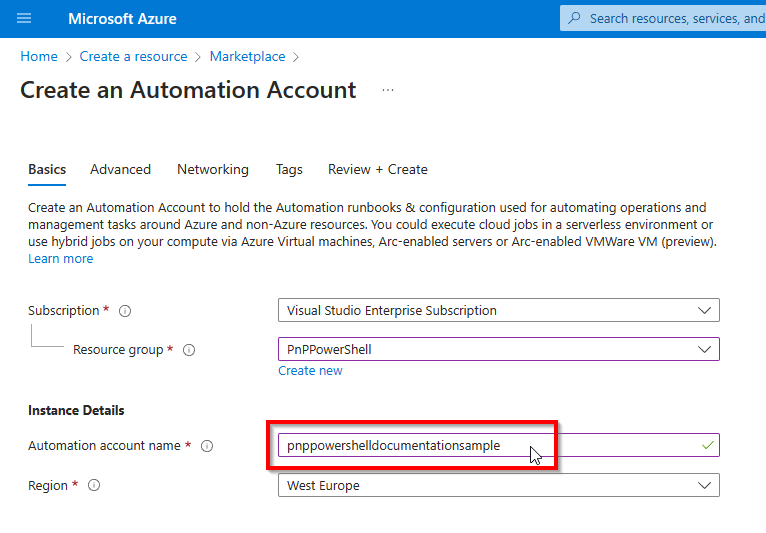 Microsoft Azure
Search resources, services, and
Home > Create a resource > Marketplace >
Create an Automation Account ...
Basics Advanced Networking Tags Review + Create
Create an Automation Account to hold the Automation runbooks & configuration used for automating operations and
management tasks around Azure and non-Azure resources. You could execute cloud jobs in a serverless environment or
use hybrid jobs on your compute via Azure Virtual machines, Arc-enabled servers or Arc-enabled VMWare VM (preview).
Learn more
Subscription * Visual Studio Enterprise Subscription
Resource group * PnPPowerShell
Create new
Instance Details
Automation account name * pnppowershelldocumentationsample
Region * West Europe